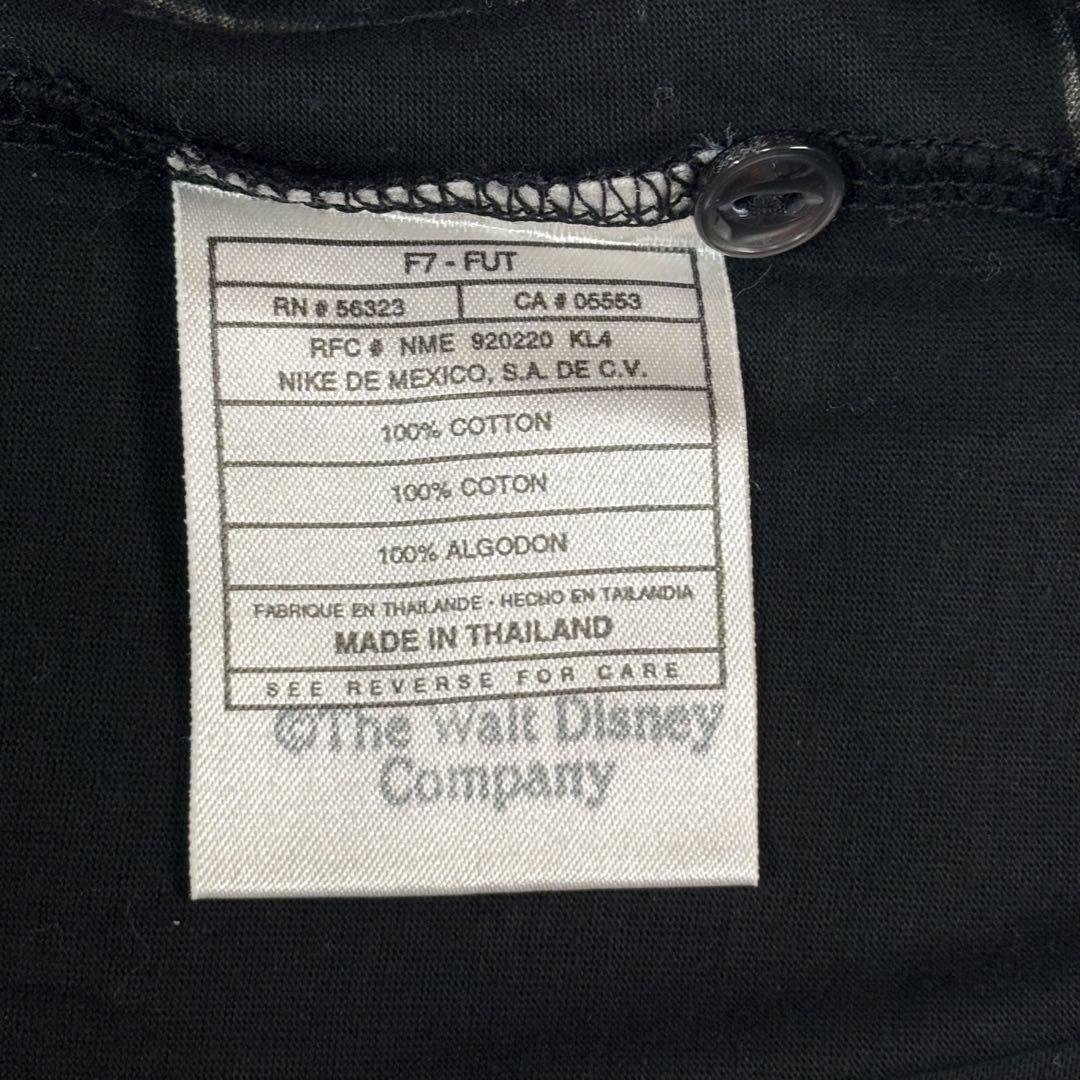 F7 - FUT
RN # 56323 CA # 05553
RFC # NME 920220 KL4
NIKE DE MEXICO, S.A. DE C.V.
100% COTTON
100% COTON
100% ALGODON
FABRIQUE EN THAILANDE - HECHO EN TAILANDIA
MADE IN THAILAND
SEE REVERSE FOR CARE
©The Walt Disney
Company